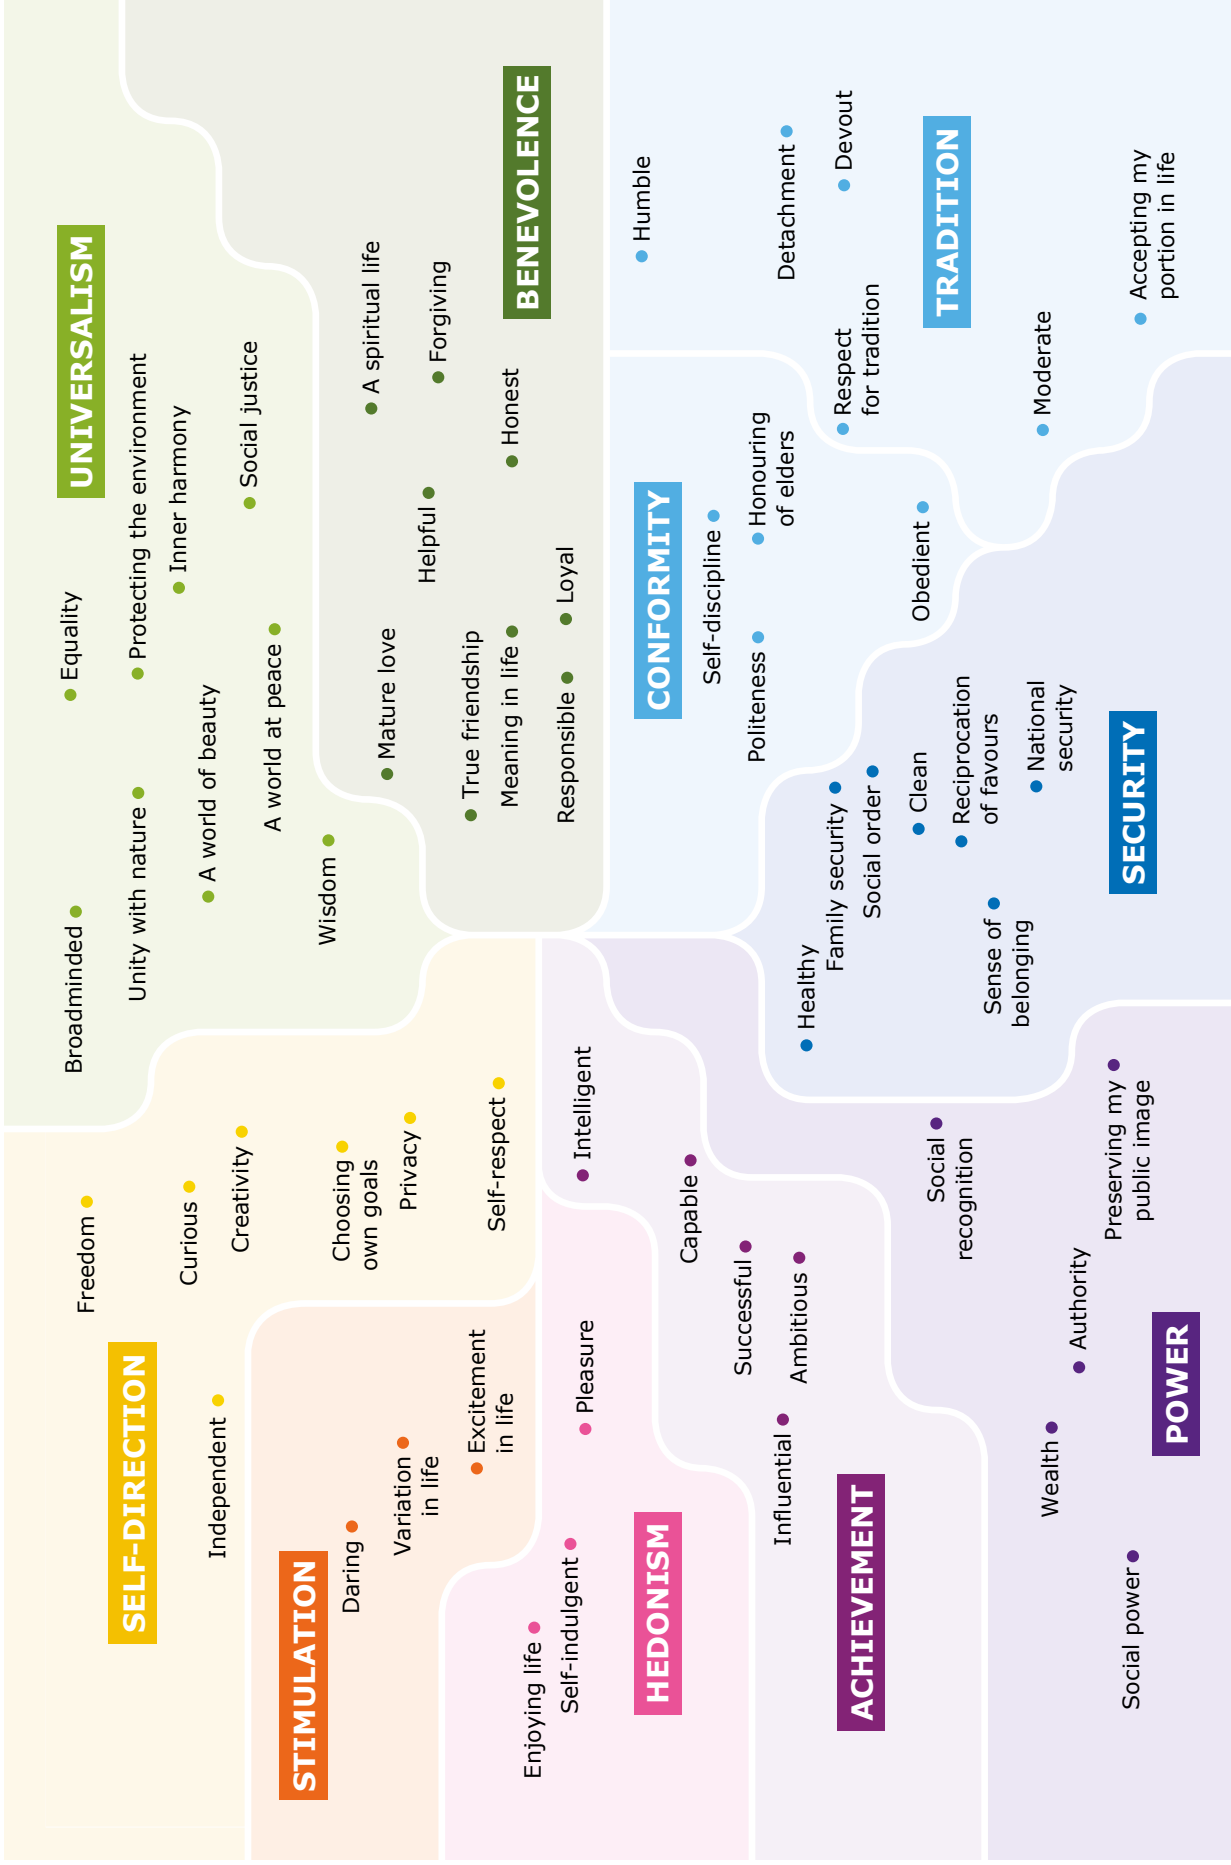 UNIVERSALISM
Equality
Protecting the environment
Inner harmony
Social justice
Broadminded
Unity with nature
A world of beauty
A world at peace
Wisdom
BENEVOLENCE
A spiritual life
Forgiving
Honest
Helpful
Mature love
True friendship
Meaning in life
Loyal
Responsible
SELF-DIRECTION
Freedom
Curious
Creativity
Choosing
own goals
Privacy
Self-respect
Independent
STIMULATION
Daring
Variation
in life
Excitement
in life
HEDONISM
Enjoying life
Self-indulgent
Pleasure
ACHIEVEMENT
Intelligent
Capable
Successful
Ambitious
Influential
POWER
Social
recognition
Preserving my
public image
Authority
Wealth
Social power
SECURITY
Healthy
Family security
Social order
Clean
Reciprocation
of favours
National
security
Sense of
belonging
CONFORMITY
Self-discipline
Honouring
of elders
Politeness
Obedient
TRADITION
Humble
Detachment
Devout
Respect
for tradition
Moderate
Accepting my
portion in life